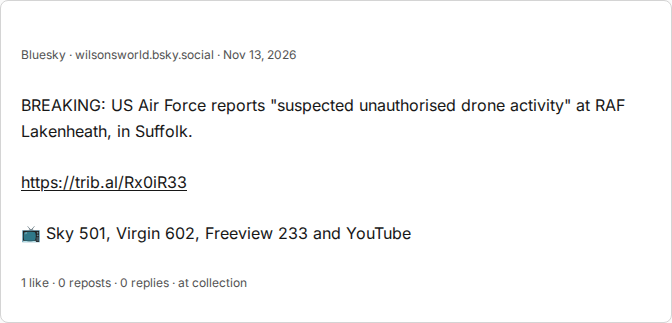 Bluesky · wilsonsworld.bsky.social · Nov 13, 2026
BREAKING: US Air Force reports "suspected unauthorised drone activity" at RAF
Lakenheath, in Suffolk.
https://trib.al/Rx0iR33
📺 Sky 501, Virgin 602, Freeview 233 and YouTube
1 like · 0 reposts · 0 replies · at collection